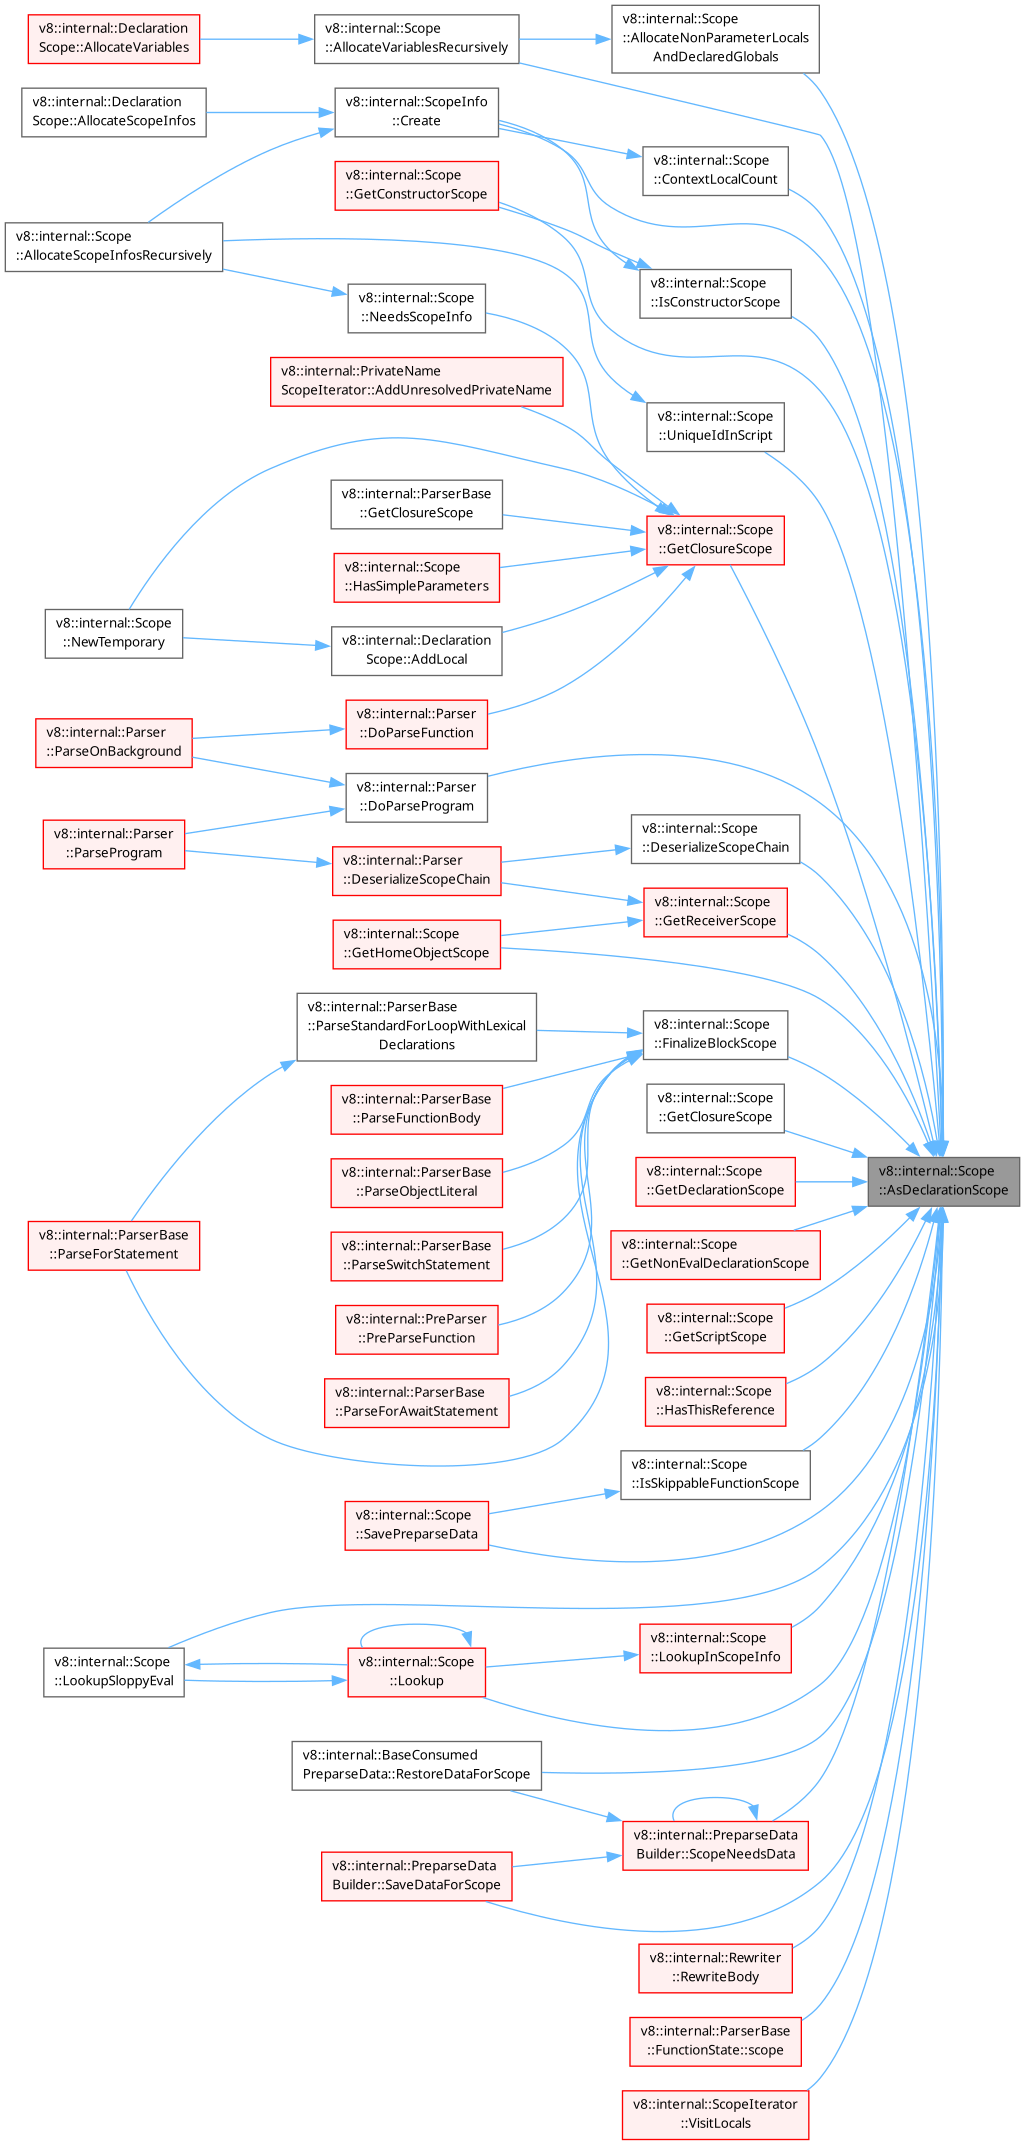 v8::internal::Declaration
Scope::AllocateVariables
v8::internal::Scope
::AllocateVariablesRecursively
v8::internal::Scope
::AllocateNonParameterLocals
AndDeclaredGlobals
v8::internal::Declaration
Scope::AllocateScopeInfos
v8::internal::ScopeInfo
::Create
v8::internal::Scope
::ContextLocalCount
v8::internal::Scope
::GetConstructorScope
v8::internal::Scope
::AllocateScopeInfosRecursively
v8::internal::Scope
::IsConstructorScope
v8::internal::Scope
::NeedsScopeInfo
v8::internal::PrivateName
ScopeIterator::AddUnresolvedPrivateName
v8::internal::Scope
::UniqueIdInScript
v8::internal::ParserBase
::GetClosureScope
v8::internal::Scope
::GetClosureScope
v8::internal::Scope
::HasSimpleParameters
v8::internal::Scope
::NewTemporary
v8::internal::Declaration
Scope::AddLocal
v8::internal::Parser
::ParseOnBackground
v8::internal::Parser
::DoParseFunction
v8::internal::Parser
::DoParseProgram
v8::internal::Parser
::ParseProgram
v8::internal::Scope
::DeserializeScopeChain
v8::internal::Parser
::DeserializeScopeChain
v8::internal::Scope
::GetReceiverScope
v8::internal::Scope
::GetHomeObjectScope
v8::internal::ParserBase
::ParseStandardForLoopWithLexical
Declarations
v8::internal::Scope
::FinalizeBlockScope
v8::internal::ParserBase
::ParseFunctionBody
v8::internal::Scope
::GetClosureScope
v8::internal::ParserBase
::ParseObjectLiteral
v8::internal::Scope
::GetDeclarationScope
v8::internal::Scope
::AsDeclarationScope
v8::internal::ParserBase
::ParseForStatement
v8::internal::ParserBase
::ParseSwitchStatement
v8::internal::Scope
::GetNonEvalDeclarationScope
v8::internal::PreParser
::PreParseFunction
v8::internal::Scope
::GetScriptScope
v8::internal::ParserBase
::ParseForAwaitStatement
v8::internal::Scope
::HasThisReference
v8::internal::Scope
::IsSkippableFunctionScope
v8::internal::Scope
::SavePreparseData
v8::internal::Scope
::LookupSloppyEval
v8::internal::Scope
::Lookup
v8::internal::Scope
::LookupInScopeInfo
v8::internal::BaseConsumed
PreparseData::RestoreDataForScope
v8::internal::PreparseData
Builder::ScopeNeedsData
v8::internal::PreparseData
Builder::SaveDataForScope
v8::internal::Rewriter
::RewriteBody
v8::internal::ParserBase
::FunctionState::scope
v8::internal::ScopeIterator
::VisitLocals